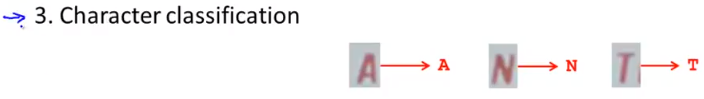 3. Character classification
A A N N T T